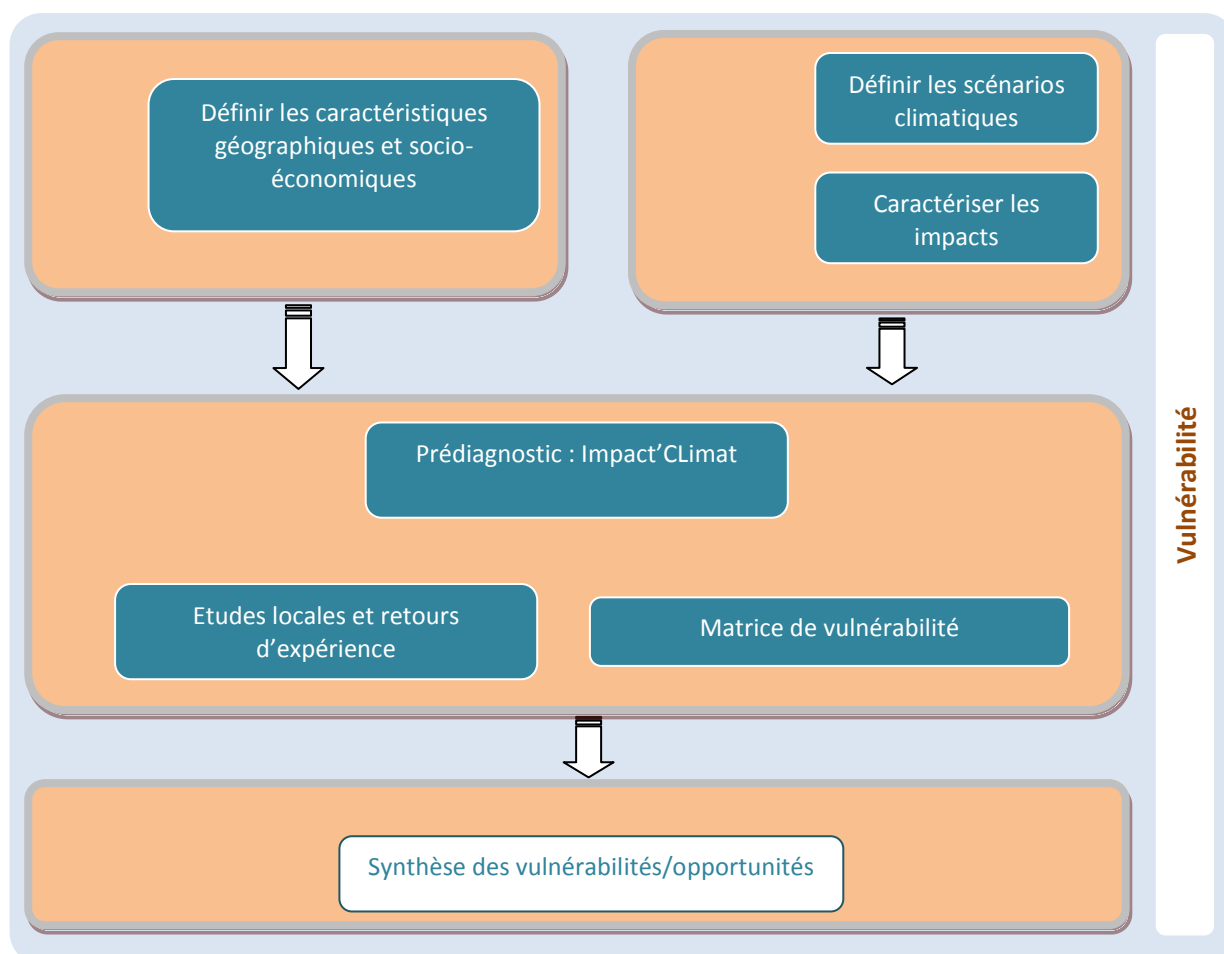 Définir les caractéristiques
géographiques et socio-
économiques
Définir les scénarios
climatiques
Caractériser les
impacts
Prédiagnostic : Impact’CLimat
Etudes locales et retours
d’expérience
Matrice de vulnérabilité
Synthèse des vulnérabilités/opportunités
Vulnérabilité